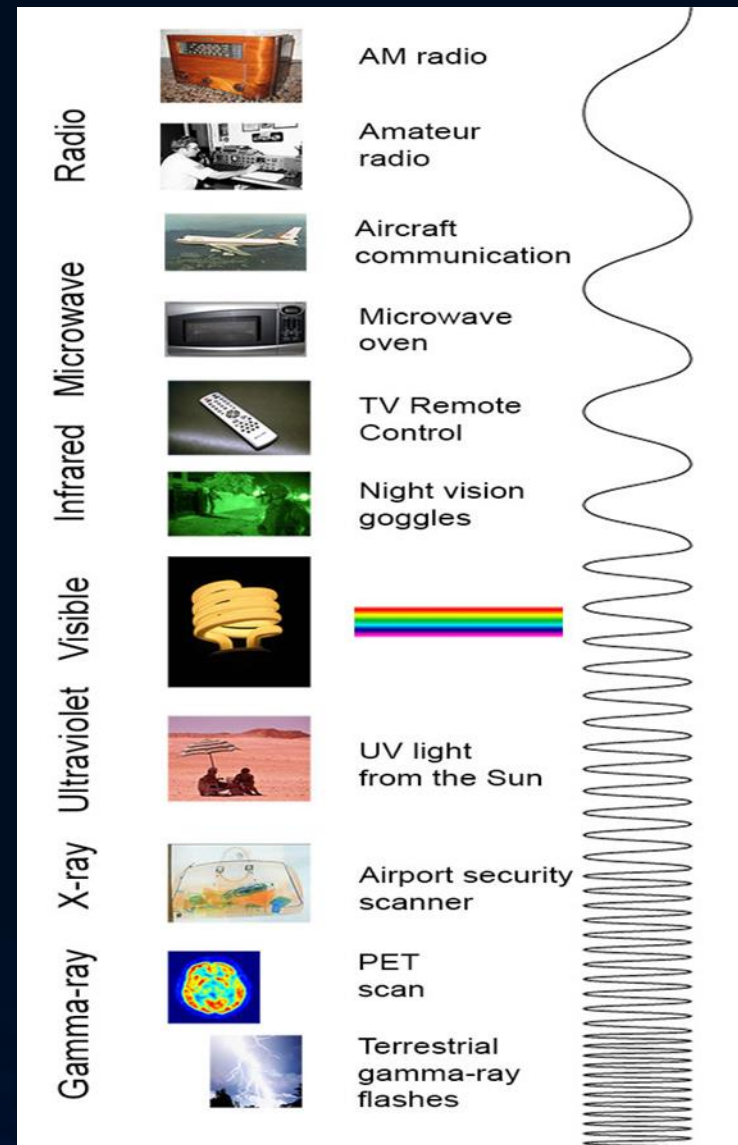 AM radio
Radio
Amateur
radio
Aircraft
communication
Microwave
Microwave
oven
TV Remote
Control
Infrared
Night vision
goggles
Visible
Ultraviolet
UV light
from the Sun
X-ray
Airport security
scanner
Gamma-ray
PET
scan
Terrestrial
gamma-ray
flashes